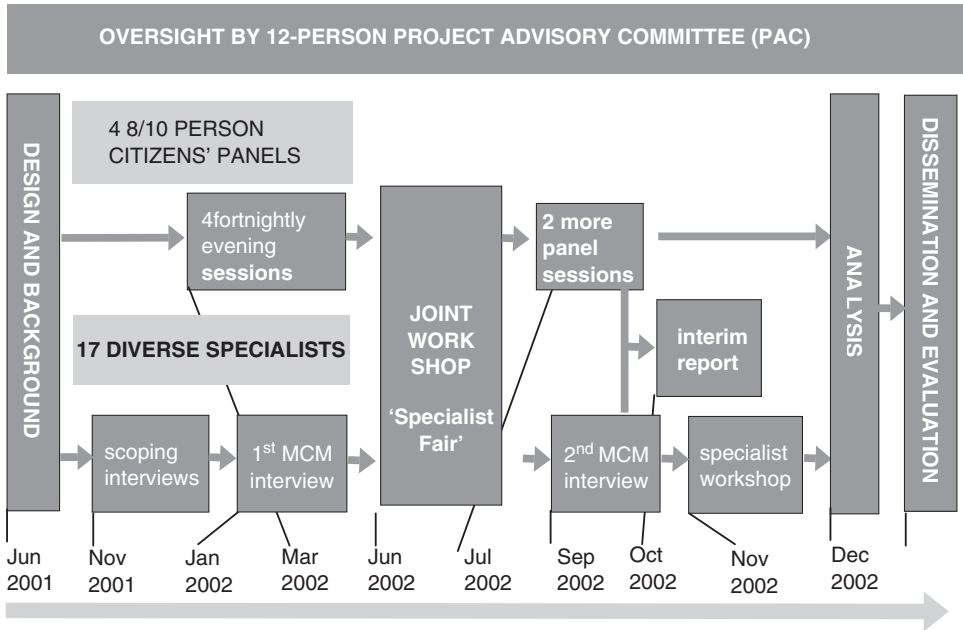 OVERSIGHT BY 12-PERSON PROJECT ADVISORY COMMITTEE (PAC)
DESIGN AND BACKGROUND
4 8/10 PERSON
CITIZENS' PANELS
4fortnightly
evening
sessions
17 DIVERSE SPECIALISTS
scoping
interviews
1st MCM
interview
JOINT
WORK
SHOP
'Specialist
Fair'
2 more
panel
sessions
interim
report
2nd MCM
interview
specialist
workshop
ANA LYSIS
DISSEMINATION AND EVALUATION
Jun
2001
Nov
2001
Jan
2002
Mar
2002
Jun
2002
Jul
2002
Sep
2002
Oct
2002
Nov
2002
Dec
2002